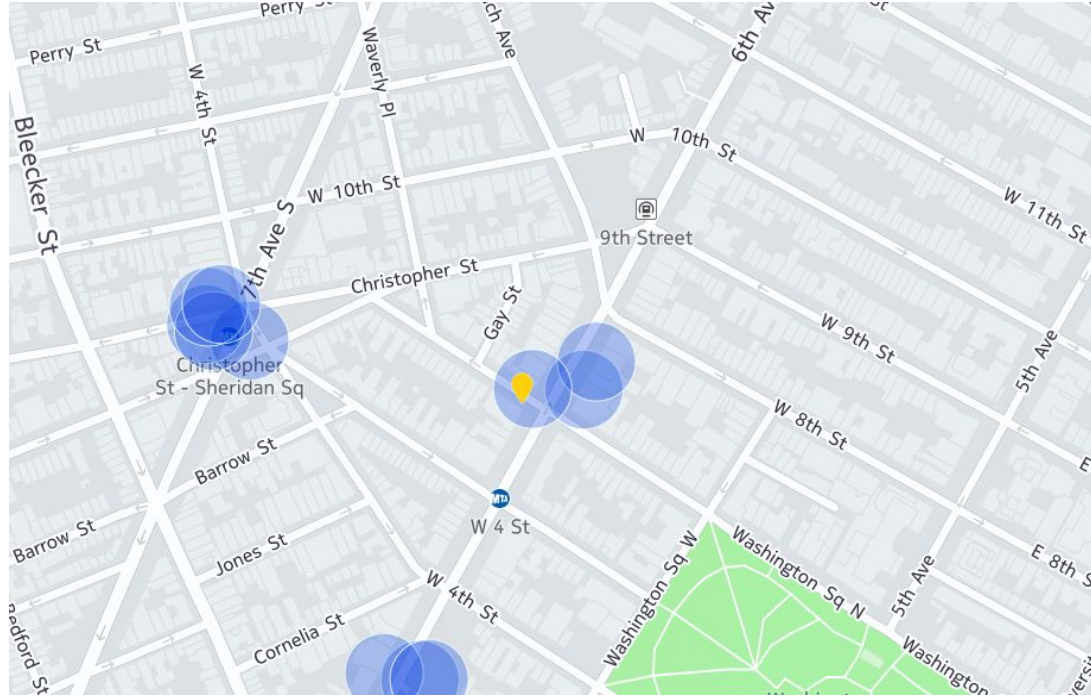 Perry St
Perry St
Waverly Pl
6th Av
W 4th St
Bleecker St
W 10th St
W 10th St
W 11th St
7th Ave S
9th Street
Christopher St
Gay St
W 9th St
5th Ave
Christopher
St - Sheridan Sq
W 8th St
Barrow St
MTA
W 4 St
Barrow St
Jones St
Washington Sq W
Washington Sq N
E 8th S
5th Ave
W 4th St
Cornelia St
Washington